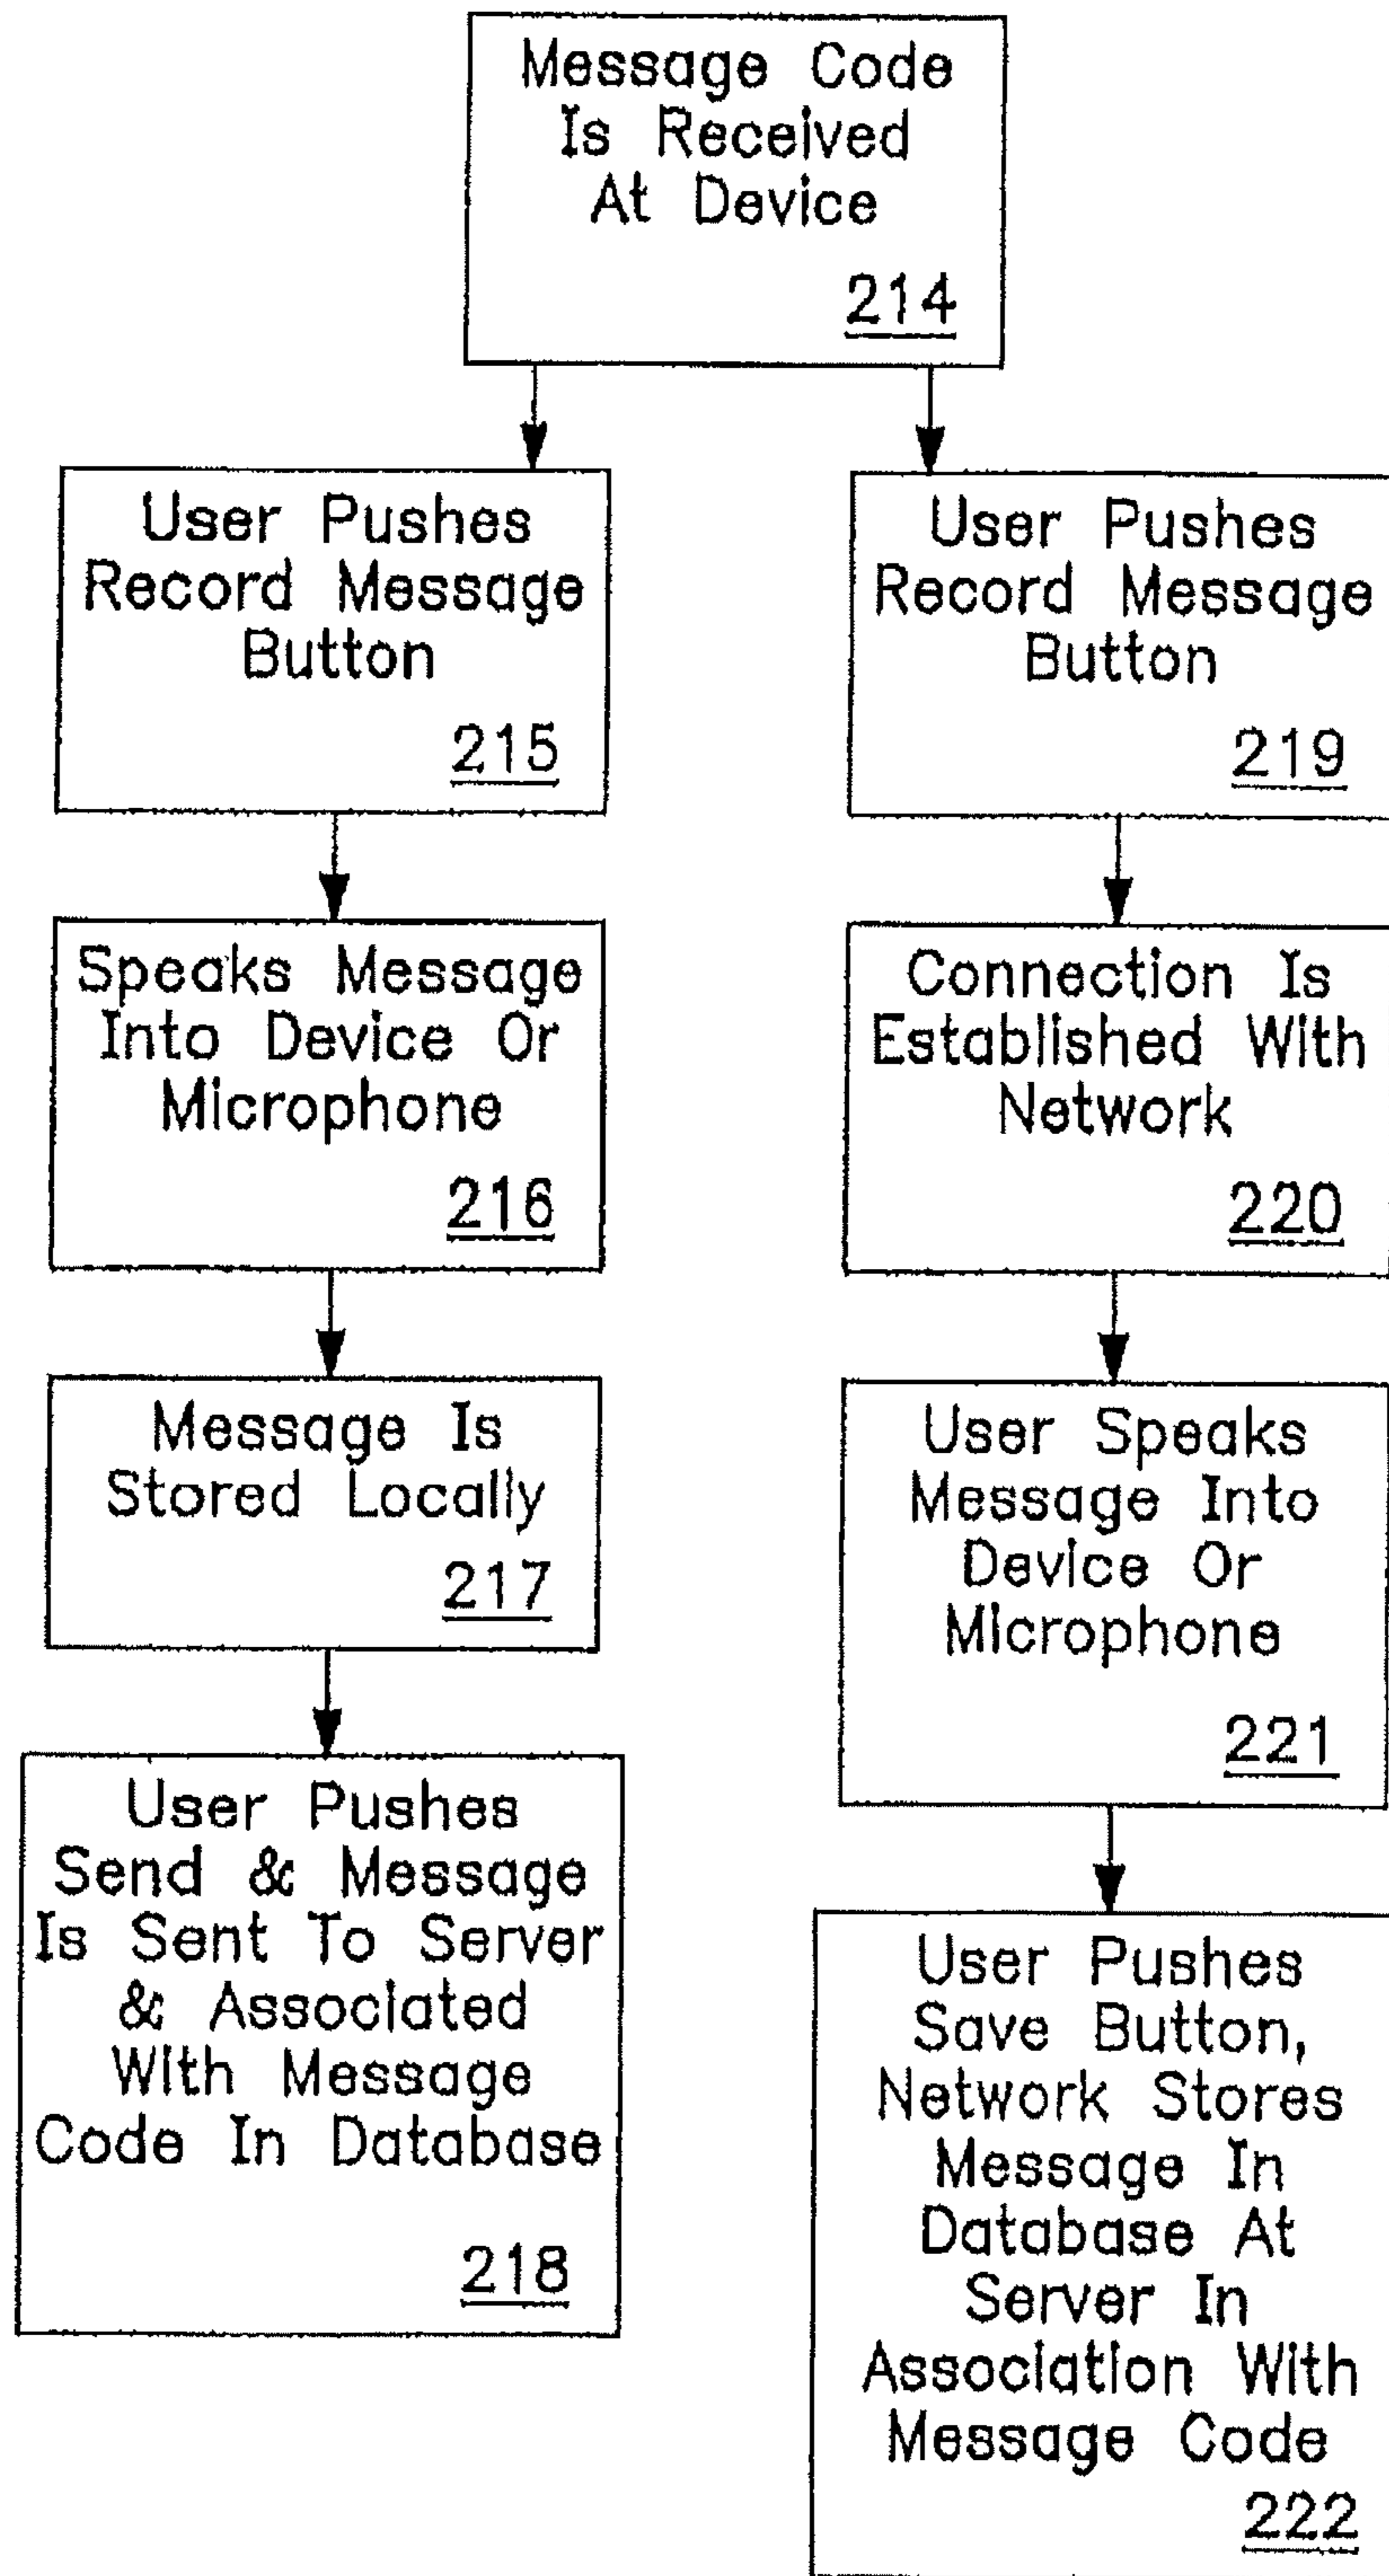 Message Code
Is Received
At Device
214
User Pushes
Record Message
Button
215
Speaks Message
Into Device Or
Microphone
216
Message Is
Stored Locally
217
User Pushes
Send & Message
Is Sent To Server
& Associated
With Message
Code In Database
218
User Pushes
Record Message
Button
219
Connection Is
Established With
Network
220
User Speaks
Message Into
Device Or
Microphone
221
User Pushes
Save Button,
Network Stores
Message In
Database At
Server In
Association With
Message Code
222